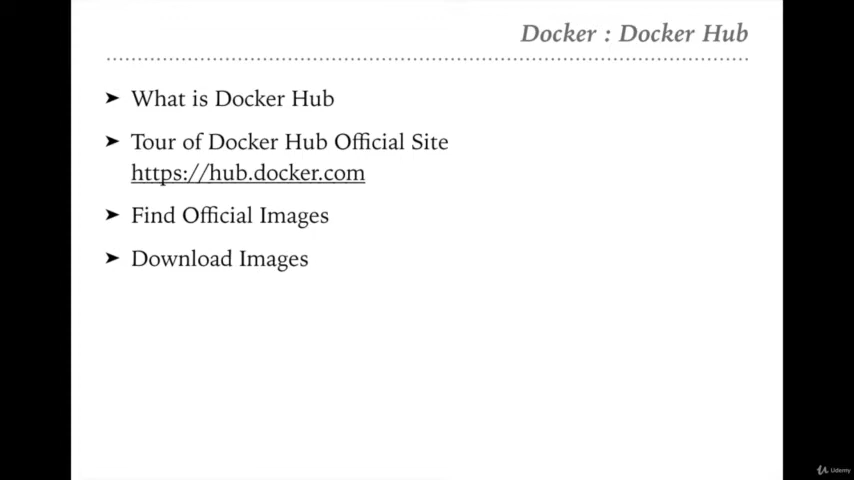 Docker : Docker Hub
➤ What is Docker Hub
➤ Tour of Docker Hub Official Site
https://hub.docker.com
➤ Find Official Images
➤ Download Images
Udemy